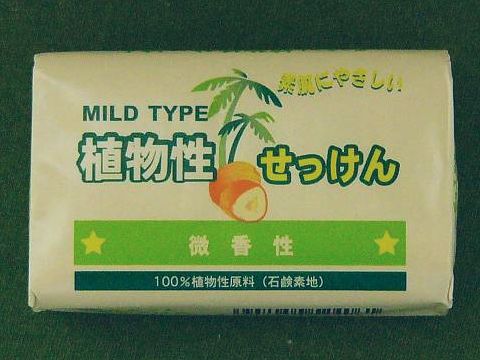 素肌にやさしい
MILD TYPE
植物性せっけん
微香性
100%植物性原料（石鹸素地）